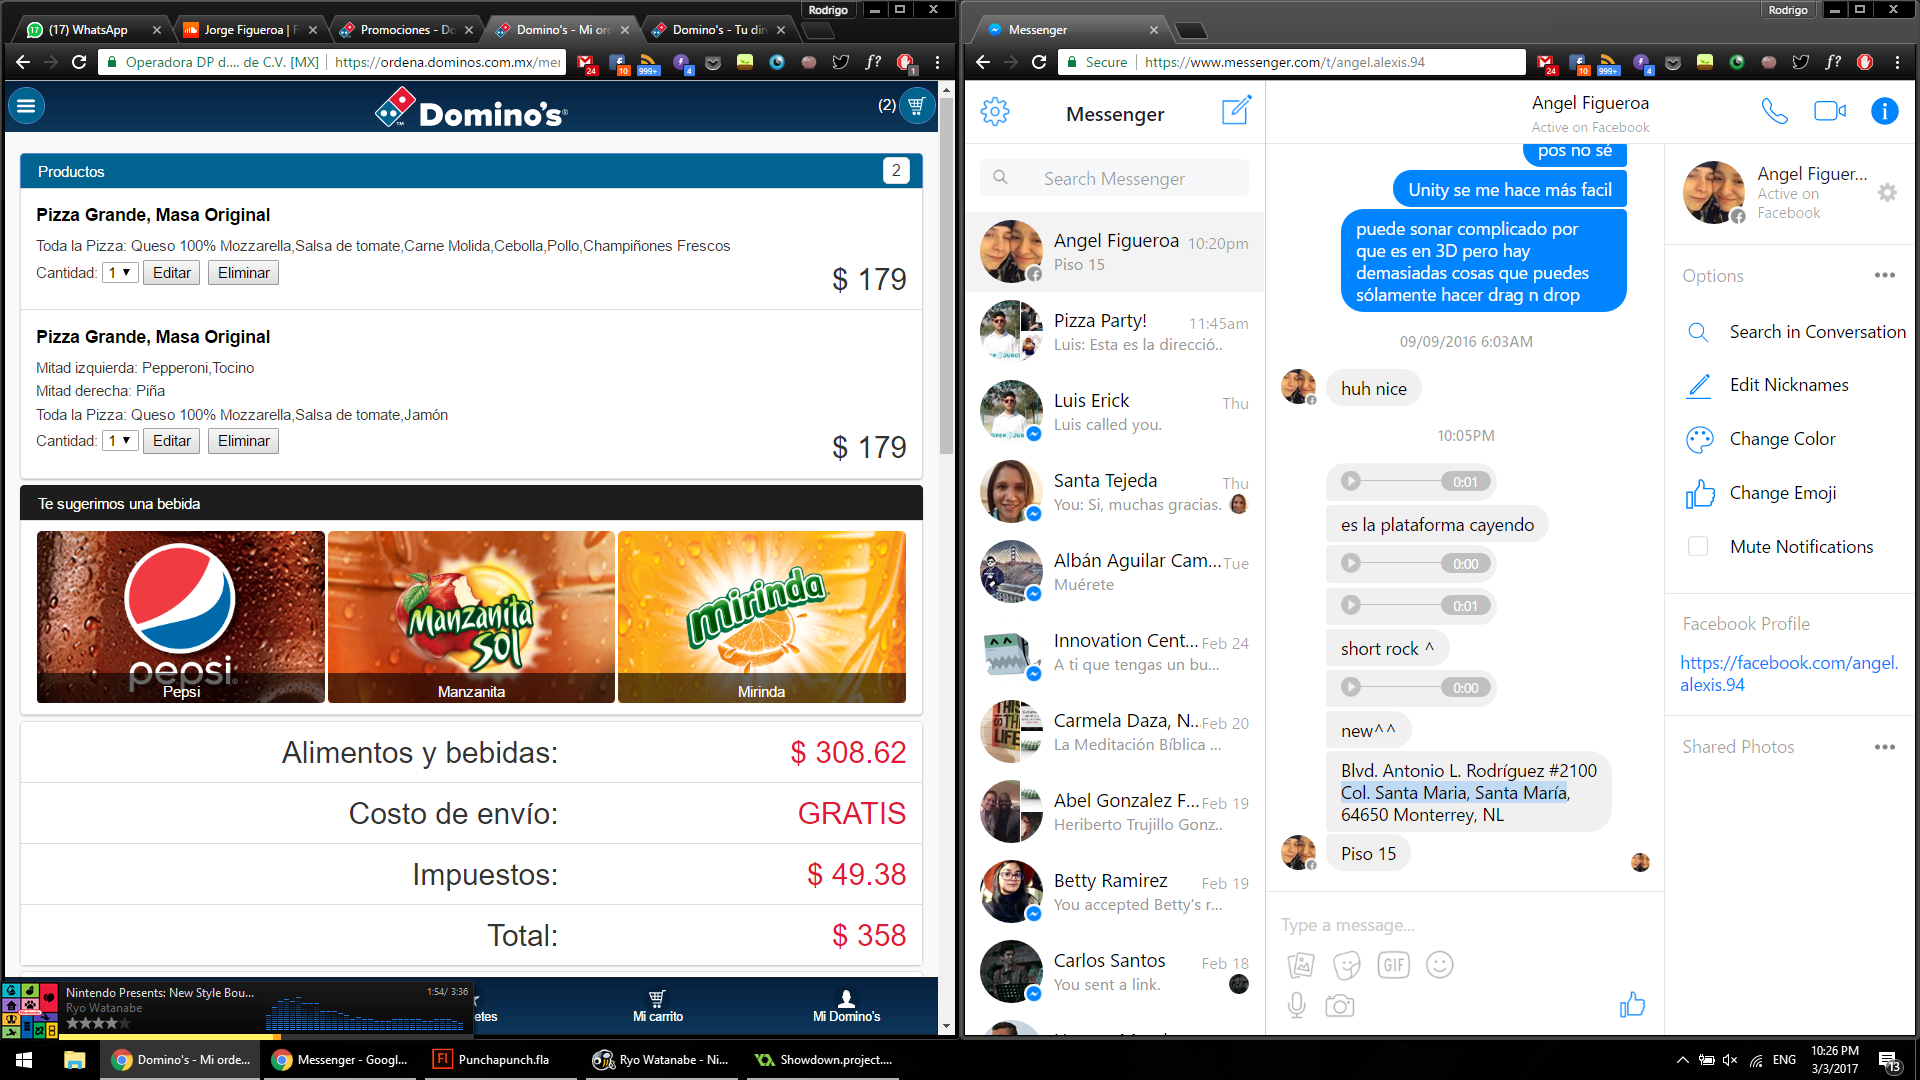 Rodrigo
(17) WhatsApp
Jorge Figueroa | F
Promociones - Do
Domino's - Mi ord
Domino's - Tu dir
Operadora DP d.... de C.V. [MX]
https://ordena.dominos.com.mx/me
24
10
999+
4
f?
1
(2)
Domino's
Productos
2
Pizza Grande, Masa Original
Toda la Pizza: Queso 100% Mozzarella,Salsa de tomate,Carne Molida,Cebolla,Pollo,Champiñones Frescos
Cantidad: 1 Editar Eliminar
$ 179
Pizza Grande, Masa Original
Mitad izquierda: Pepperoni,Tocino
Mitad derecha: Piña
Toda la Pizza: Queso 100% Mozzarella,Salsa de tomate,Jamón
Cantidad: 1 Editar Eliminar
$ 179
Te sugerimos una bebida
pepsi
Pepsi
Manzanita Sol
Manzanita
mirinda
Mirinda
Alimentos y bebidas: $ 308.62
Costo de envío: GRATIS
Impuestos: $ 49.38
Total: $ 358
Nintendo Presents: New Style Bou...
1:54/ 3:36
Ryo Watanabe
etes
Mi carrito
Mi Domino's
Rodrigo
Messenger
Secure
https://www.messenger.com/t/angel.alexis.94
24
10
999+
4
f?
Messenger
Search Messenger
Angel Figueroa 10:20pm
Piso 15
Pizza Party! 11:45am
Luis: Esta es la direcció..
Luis Erick Thu
Luis called you.
Santa Tejeda Thu
You: Si, muchas gracias.
Albán Aguilar Cam... Tue
Muérete
Innovation Cent... Feb 24
A ti que tengas un bu...
Carmela Daza, N... Feb 20
La Meditación Bíblica ...
Abel Gonzalez F... Feb 19
Heriberto Trujillo Gonz..
Betty Ramirez Feb 19
You accepted Betty's r...
Carlos Santos Feb 18
You sent a link.
Angel Figueroa
Active on Facebook
pos no sé
Unity se me hace más facil
puede sonar complicado por
que es en 3D pero hay
demasiadas cosas que puedes
sólamente hacer drag n drop
09/09/2016 6:03AM
huh nice
10:05PM
0:01
es la plataforma cayendo
0:00
0:01
short rock ^
0:00
new^^
Blvd. Antonio L. Rodríguez #2100
Col. Santa Maria, Santa María,
64650 Monterrey, NL
Piso 15
Type a message...
GIF
Angel Figuer...
Active on
Facebook
Options
Search in Conversation
Edit Nicknames
Change Color
Change Emoji
Mute Notifications
Facebook Profile
https://facebook.com/angel.
alexis.94
Shared Photos
Domino's - Mi orde...
Messenger - Googl...
Punchapunch.fla
Ryo Watanabe - Ni...
Showdown.project....
ENG
10:26 PM
3/3/2017
13